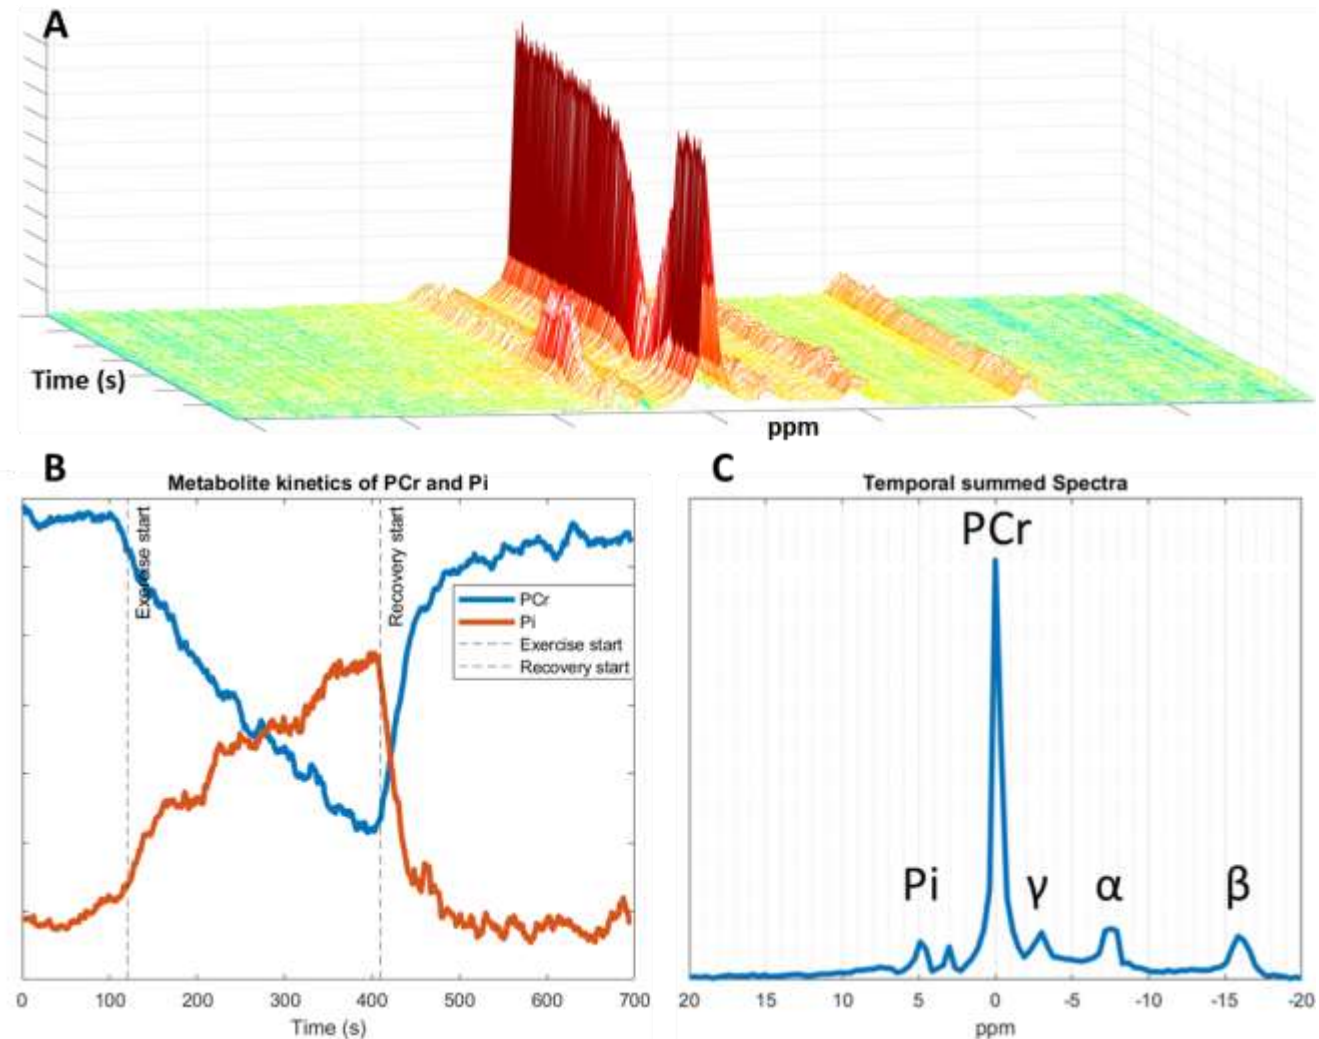 A
Time (s)
ppm
B
Metabolite kinetics of PCr and Pi
Exercise start
Recovery start
PCr
Pi
Exercise start
Recovery start
0 100 200 300 400 500 600 700
Time (s)
C
Temporal summed Spectra
PCr
Pi γ α β
20 15 10 5 0 -5 -10 -15 -20
ppm